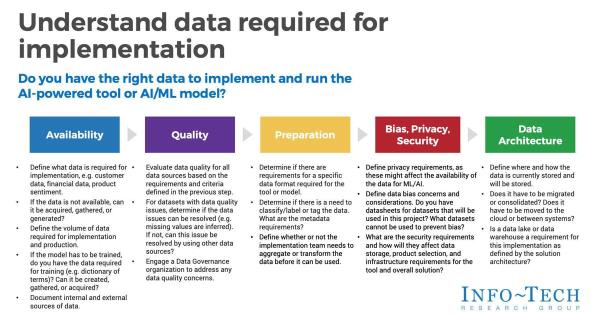 Understand data required for
implementation
Do you have the right data to implement and run the
AI-powered tool or AI/ML model?
Availability
• Define what data is required for
implementation, e.g. customer
data, financial data, product
sentiment.
• If the data is not available, can
it be acquired, gathered, or
generated?
• Define the volume of data
required for implementation
and production.
• If the model has to be trained,
do you have the data required
for training (e.g. dictionary of
terms)? Can it be created,
gathered, or acquired?
• Document internal and external
sources of data.
Quality
• Evaluate data quality for all
data sources based on the
requirements and criteria
defined in the previous step.
• For datasets with data quality
issues, determine if the data
issues can be resolved (e.g.
missing values are inferred).
If not, can this issue be
resolved by using other data
sources?
• Engage a Data Governance
organization to address any
data quality concerns.
Preparation
• Determine if there are
requirements for a specific
data format required for the
tool or model.
• Determine if there is a need to
classify/label or tag the data.
What are the metadata
requirements?
• Define whether or not the
implementation team needs to
aggregate or transform the
data before it can be used.
Bias, Privacy,
Security
• Define privacy requirements, as
these might affect the availability of
the data for ML/AI.
• Define data bias concerns and
considerations. Do you have
datasheets for datasets that will be
used in this project? What datasets
cannot be used to prevent bias?
• What are the security requirements
and how will they affect data
storage, product selection, and
infrastructure requirements for the
tool and overall solution?
Data
Architecture
• Define where and how the
data is currently stored and
will be stored.
• Does it have to be migrated
or consolidated? Does it
have to be moved to the
cloud or between systems?
• Is a data lake or data
warehouse a requirement for
this implementation as
defined by the solution
architecture?
INFO~TECH
RESEARCH GROUP